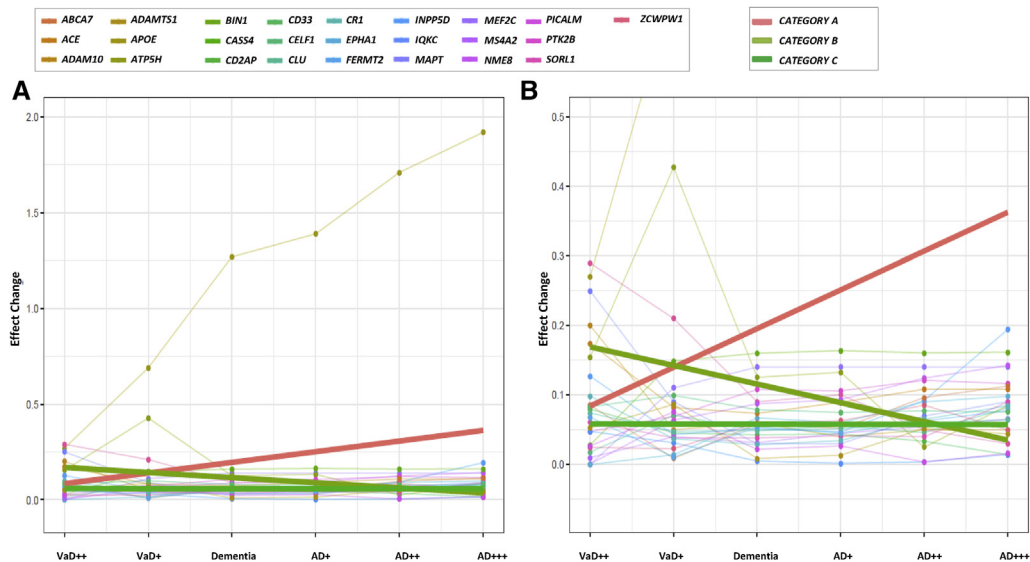 ABCA7 ADAMTS1 BIN1 CD33 CR1 INPP5D MEF2C PICALM ZCWPW1
ACE APOE CASS4 CELF1 EPHA1 IQKC MS4A2 PTK2B
ADAM10 ATP5H CD2AP CLU FERMT2 MAPT NME8 SORL1
CATEGORY A
CATEGORY B
CATEGORY C
A
Effect Change
2.0
1.5
1.0
0.5
0.0
VaD++ VaD+ Dementia AD+ AD++ AD+++
B
Effect Change
0.5
0.4
0.3
0.2
0.1
0.0
VaD++ VaD+ Dementia AD+ AD++ AD+++